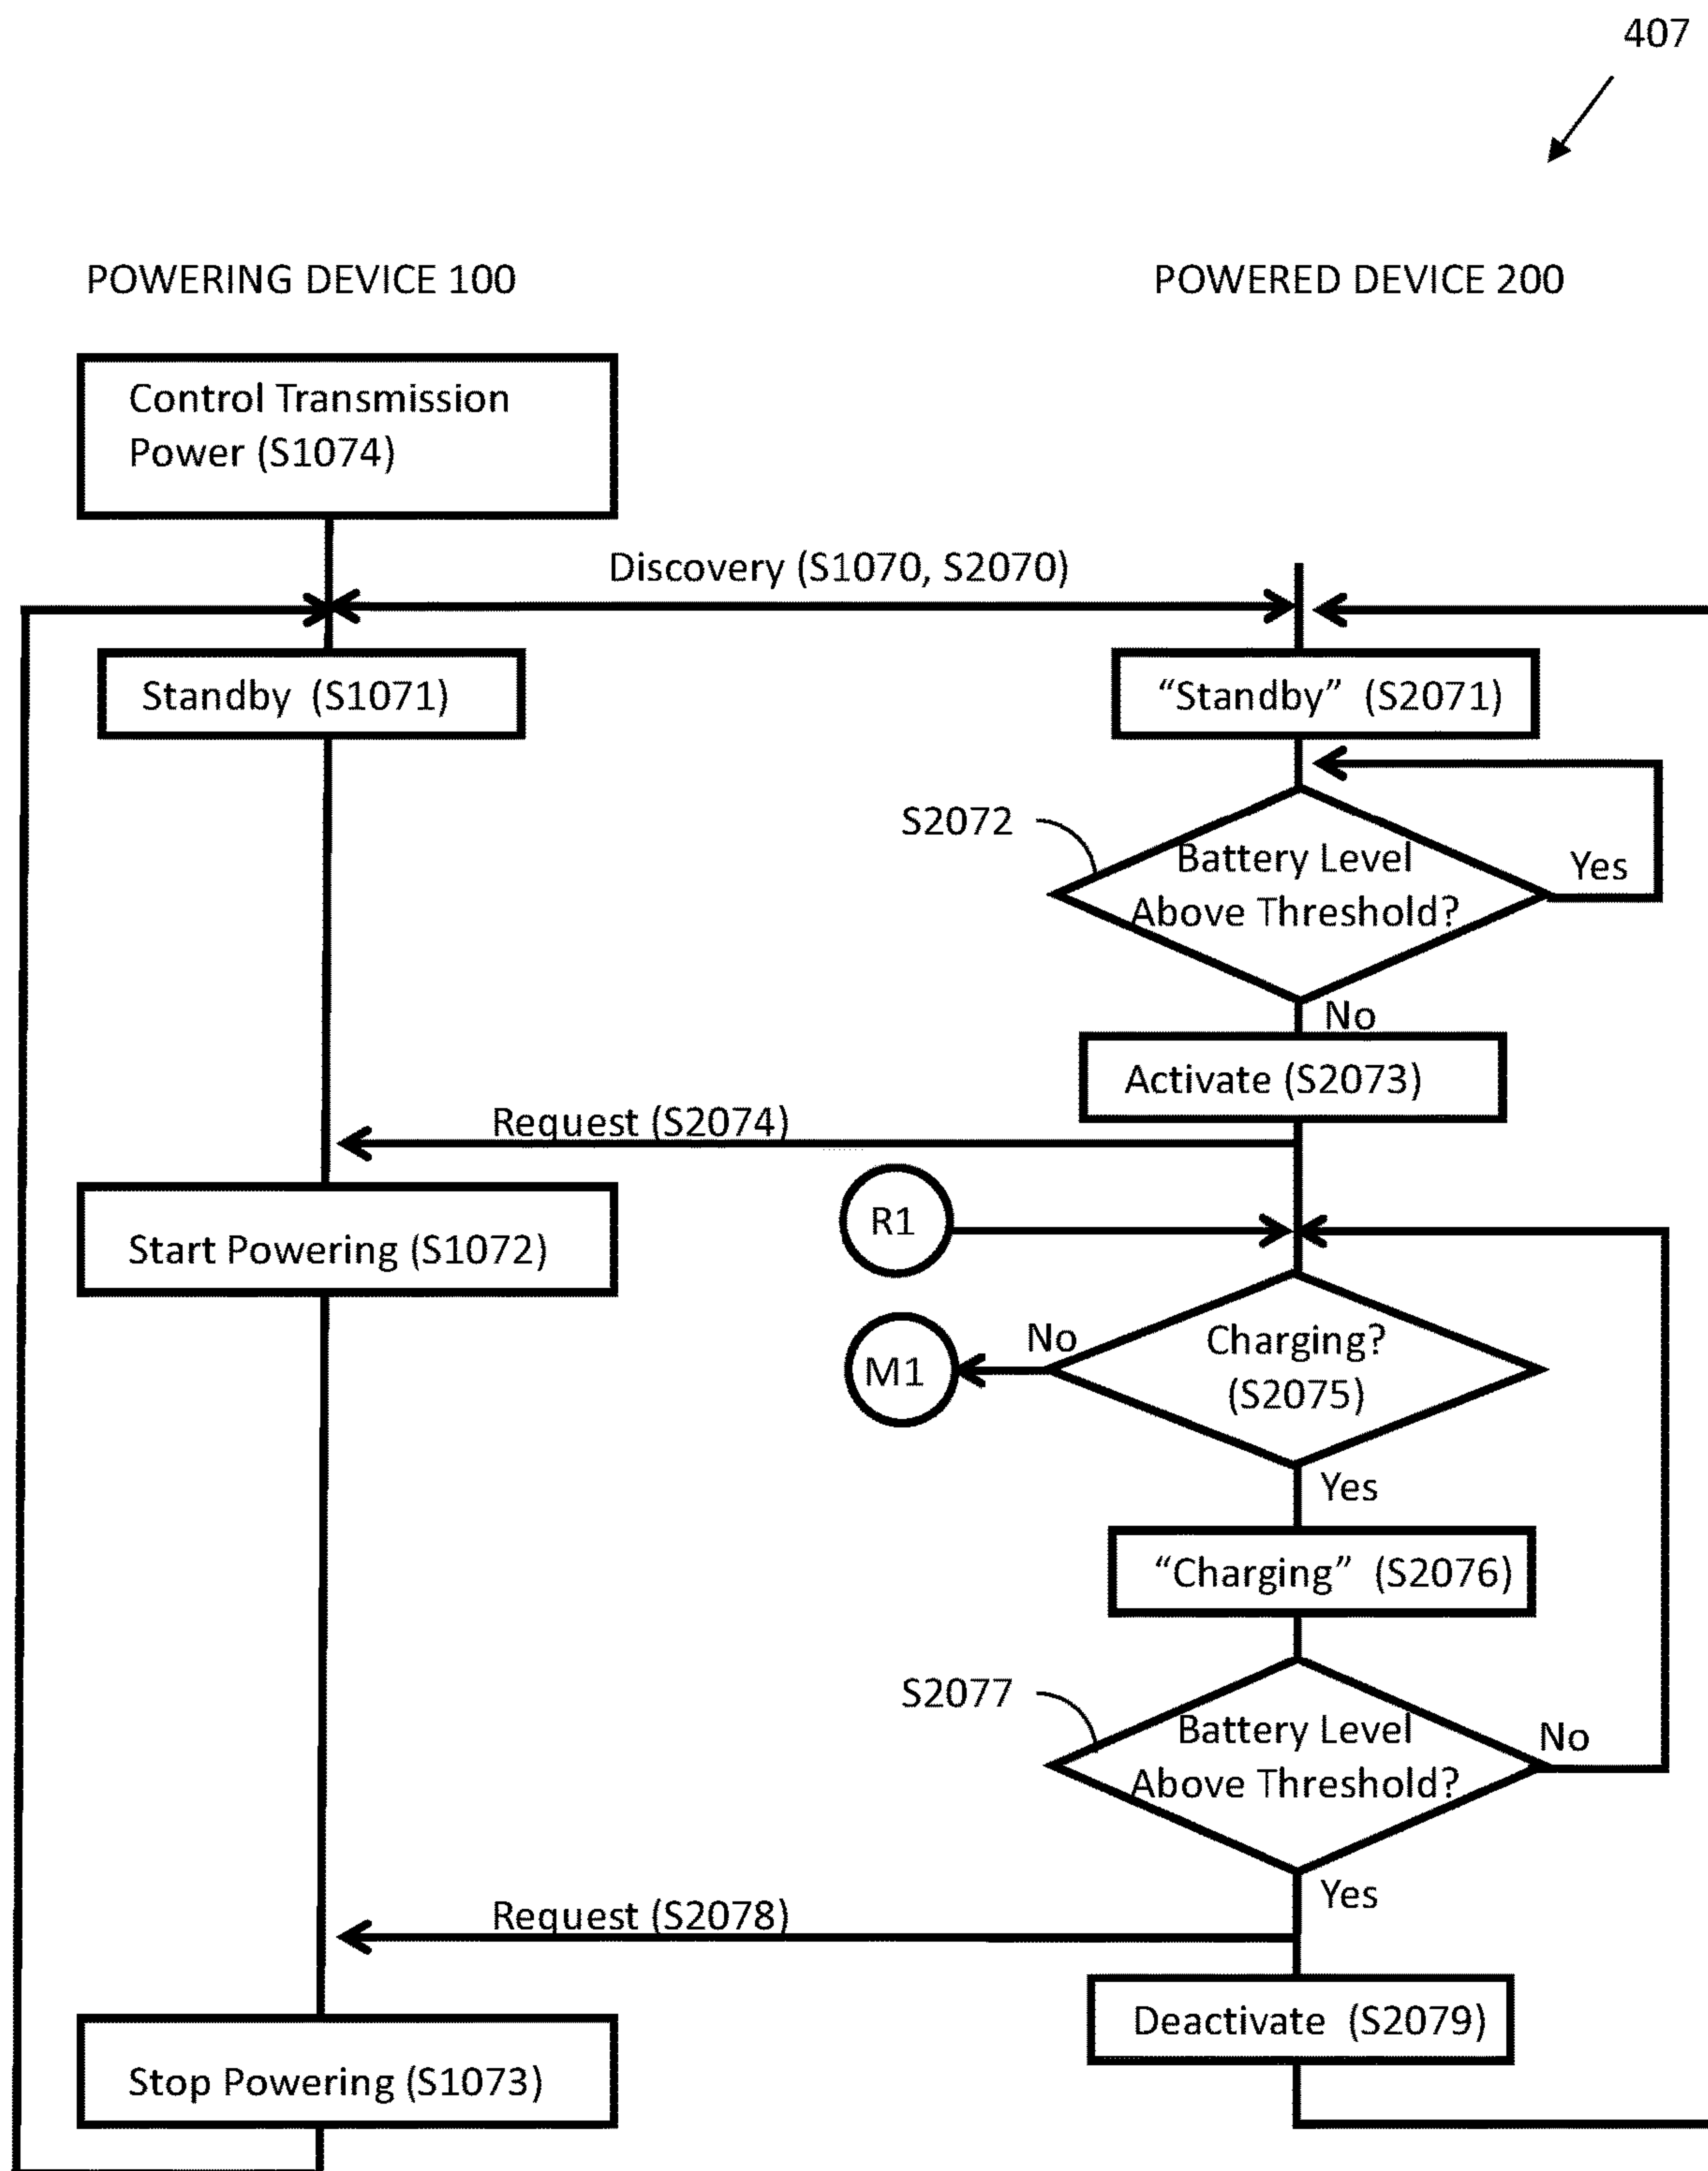 407
POWERING DEVICE 100
POWERED DEVICE 200
Control Transmission
Power (S1074)
Discovery (S1070, S2070)
Standby (S1071)
“Standby” (S2071)
S2072
Battery Level
Above Threshold?
Yes
No
Activate (S2073)
Request (S2074)
R1
Start Powering (S1072)
M1
No
Charging?
(S2075)
Yes
“Charging” (S2076)
S2077
Battery Level
Above Threshold?
No
Yes
Request (S2078)
Deactivate (S2079)
Stop Powering (S1073)